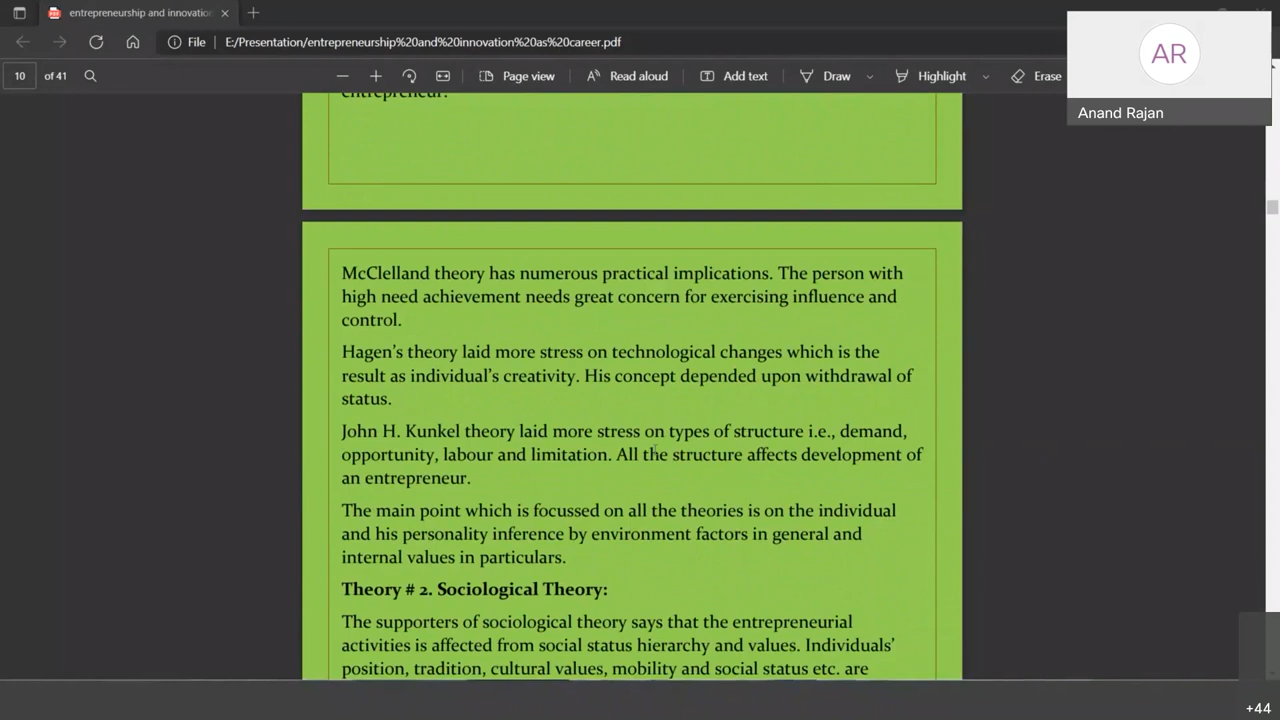 entrepreneurship and innovatio
File
E:/Presentation/entrepreneurship%20and%20innovation%20as%20career.pdf
10 of 41
Page view
Read aloud
Add text
Draw
Highlight
Erase
AR
Anand Rajan
entrepreneur.
McClelland theory has numerous practical implications. The person with
high need achievement needs great concern for exercising influence and
control.
Hagen's theory laid more stress on technological changes which is the
result as individual's creativity. His concept depended upon withdrawal of
status.
John H. Kunkel theory laid more stress on types of structure i.e., demand,
opportunity, labour and limitation. All the structure affects development of
an entrepreneur.
The main point which is focussed on all the theories is on the individual
and his personality inference by environment factors in general and
internal values in particulars.
Theory # 2. Sociological Theory:
The supporters of sociological theory says that the entrepreneurial
activities is affected from social status hierarchy and values. Individuals'
position, tradition, cultural values, mobility and social status etc. are
+44